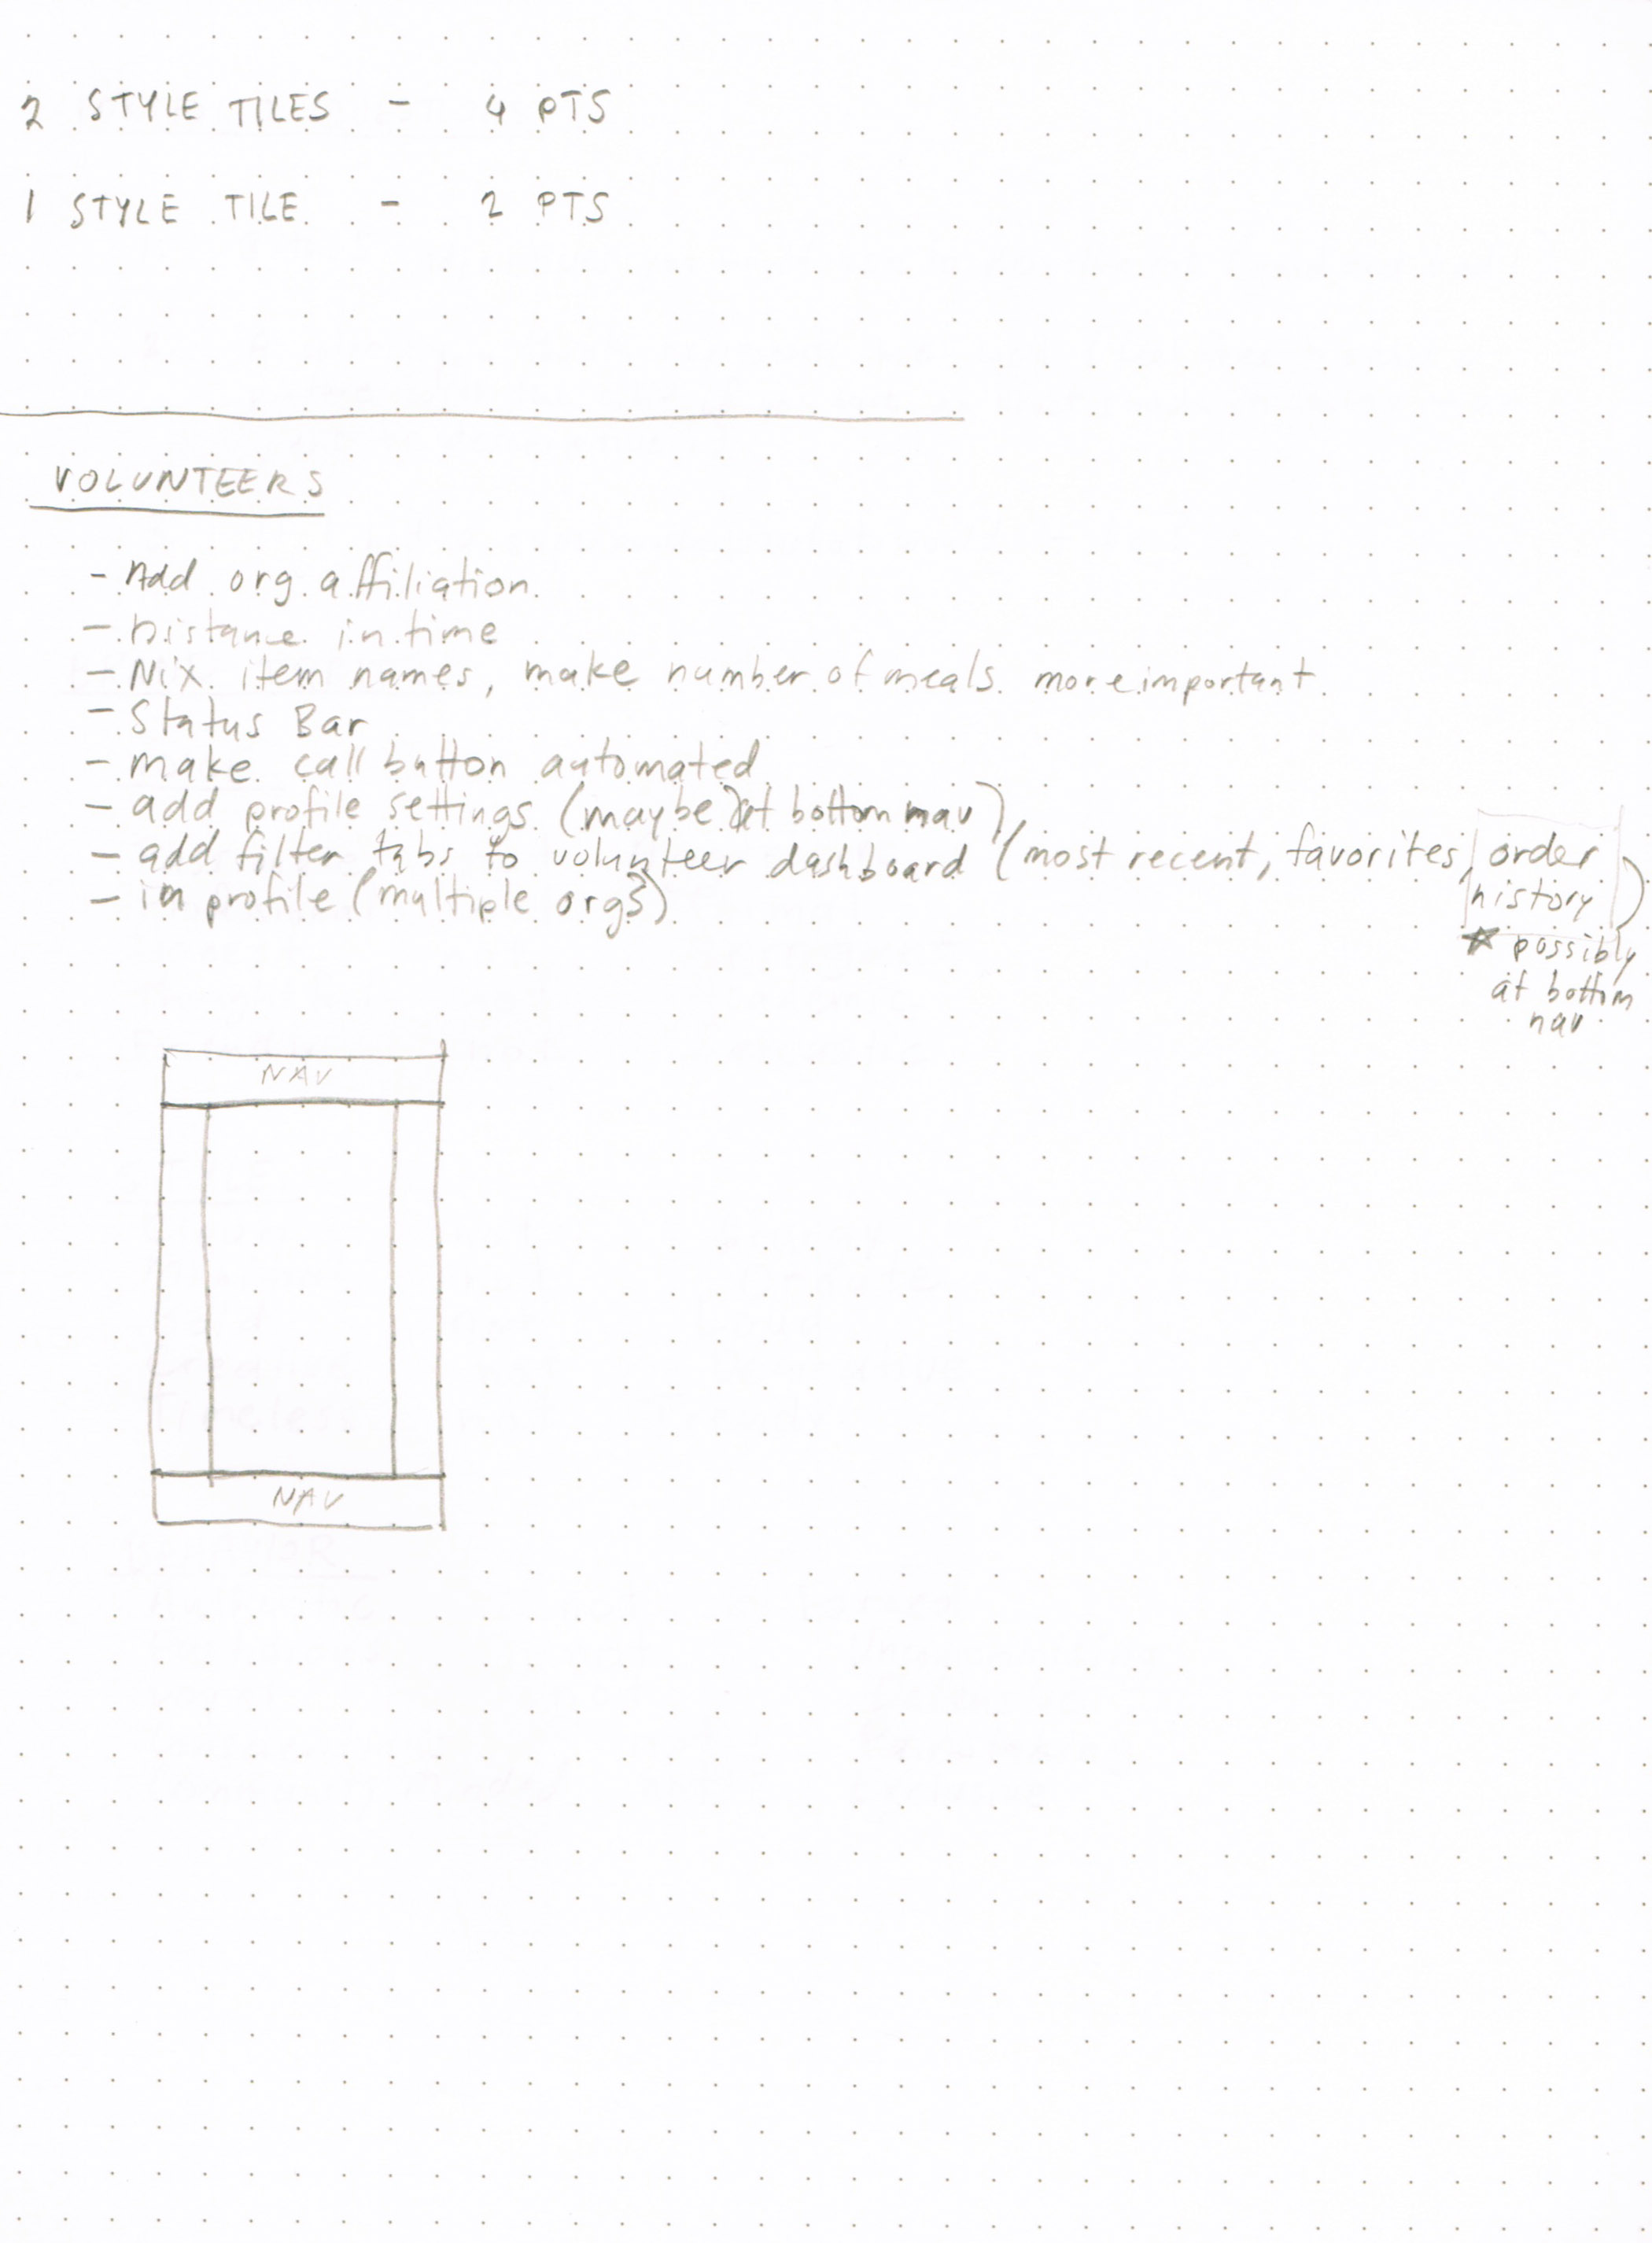 2 STYLE TILES - 4 PTS
1 STYLE TILE - 2 PTS
VOLUNTEERS
- Add org affiliation
- Distance in time
- Nix item names, make number of meals more important
- Status Bar
- make call button automated
- add profile settings (maybe) at bottom nav)
- add filter tabs to volunteer dashboard (most recent, favorites, order
history)
★ possibly
at bottom
nav
- in profile (multiple orgs)
NAV
NAV